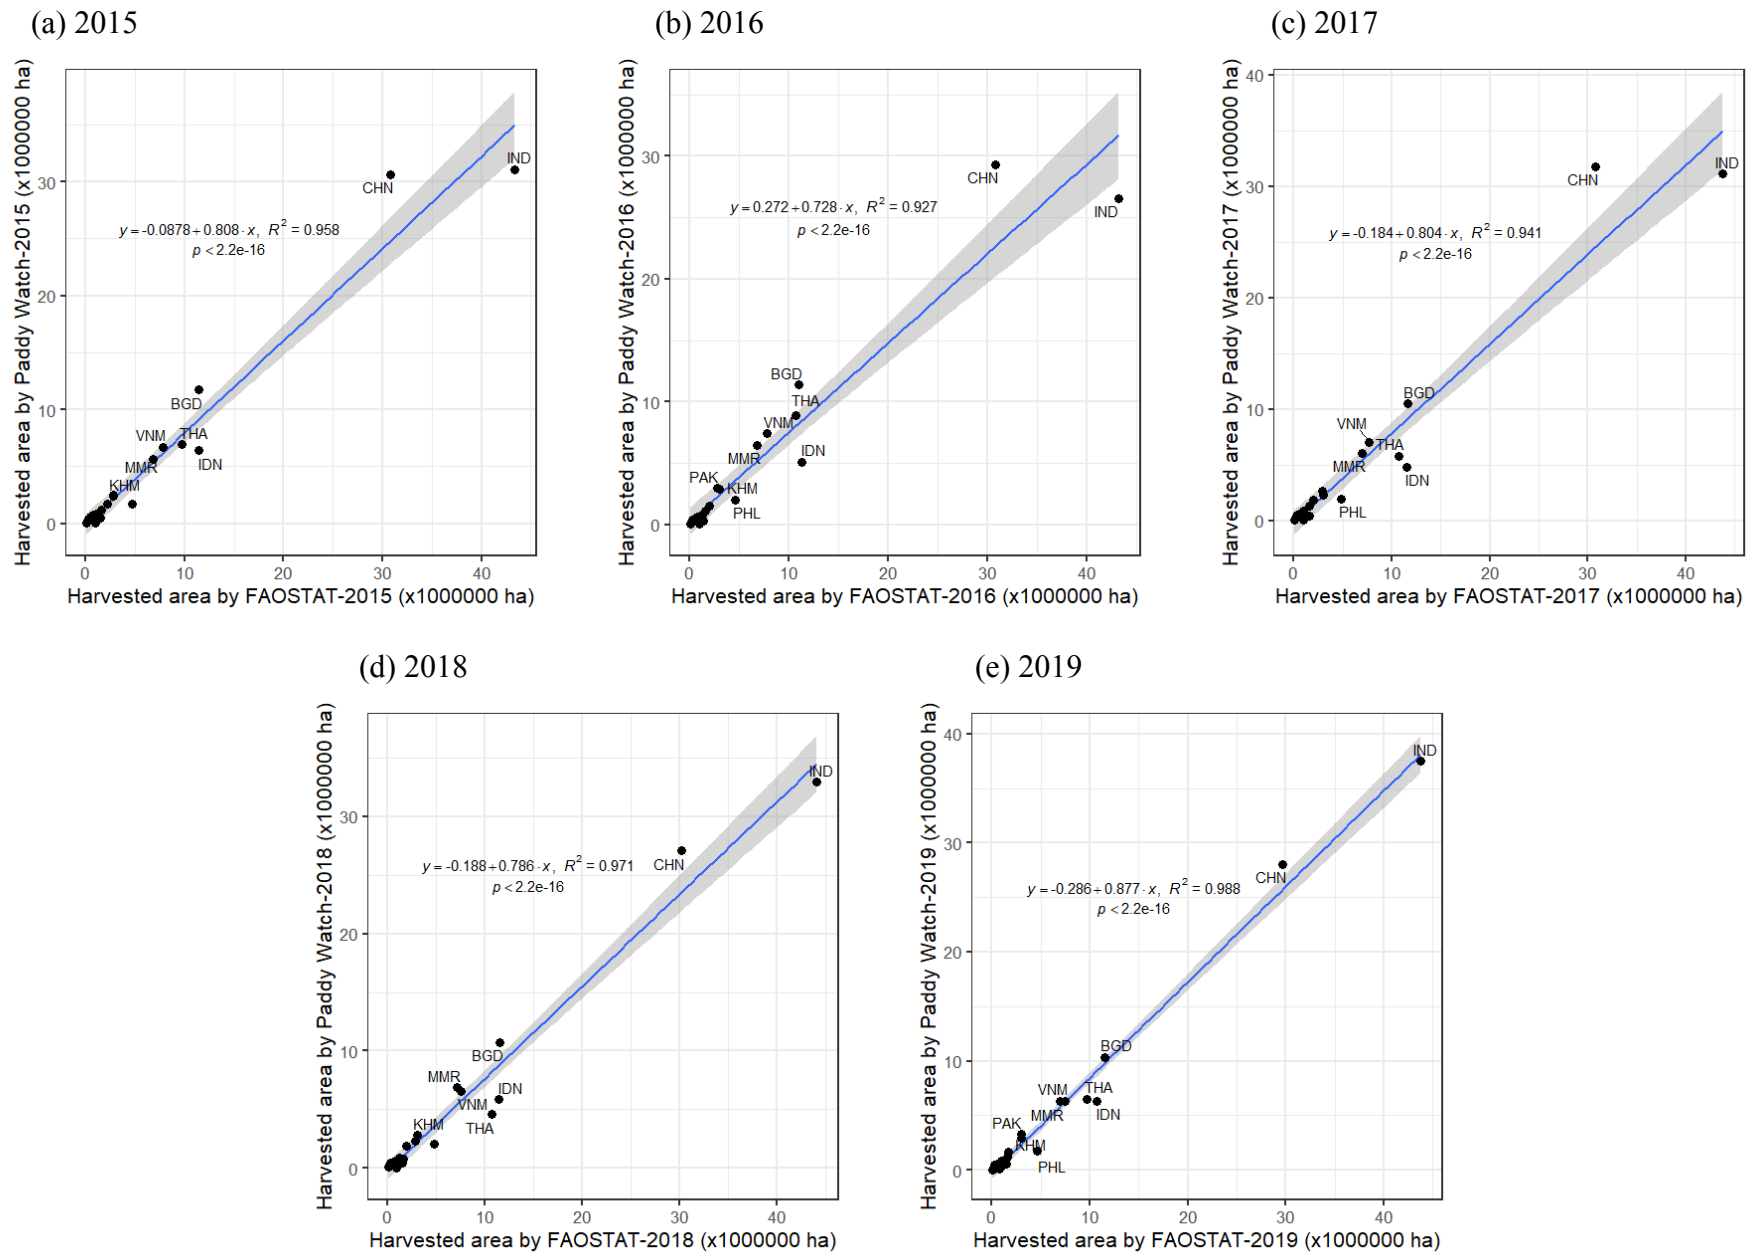 (a) 2015
Harvested area by Paddy Watch-2015 (x1000000 ha)
30
20
10
0
y = -0.0878 + 0.808 · x, R² = 0.958
p < 2.2e-16
CHN
IND
BGD
VNM
THA
MMR
IDN
KHM
0 10 20 30 40
Harvested area by FAOSTAT-2015 (x1000000 ha)
(b) 2016
Harvested area by Paddy Watch-2016 (x1000000 ha)
30
20
10
0
y = 0.272 + 0.728 · x, R² = 0.927
p < 2.2e-16
CHN
IND
BGD
THA
VNM
MMR
IDN
PAK
KHM
PHL
0 10 20 30 40
Harvested area by FAOSTAT-2016 (x1000000 ha)
(c) 2017
Harvested area by Paddy Watch-2017 (x1000000 ha)
40
30
20
10
0
y = -0.184 + 0.804 · x, R² = 0.941
p < 2.2e-16
CHN
IND
BGD
VNM
THA
MMR
IDN
PHL
0 10 20 30 40
Harvested area by FAOSTAT-2017 (x1000000 ha)
(d) 2018
Harvested area by Paddy Watch-2018 (x1000000 ha)
30
20
10
0
y = -0.188 + 0.786 · x, R² = 0.971
p < 2.2e-16
IND
CHN
BGD
MMR
IDN
VNM
THA
KHM
0 10 20 30 40
Harvested area by FAOSTAT-2018 (x1000000 ha)
(e) 2019
Harvested area by Paddy Watch-2019 (x1000000 ha)
40
30
20
10
0
y = -0.286 + 0.877 · x, R² = 0.988
p < 2.2e-16
IND
CHN
BGD
VNM
THA
MMR
IDN
PAK
KHM
PHL
0 10 20 30 40
Harvested area by FAOSTAT-2019 (x1000000 ha)